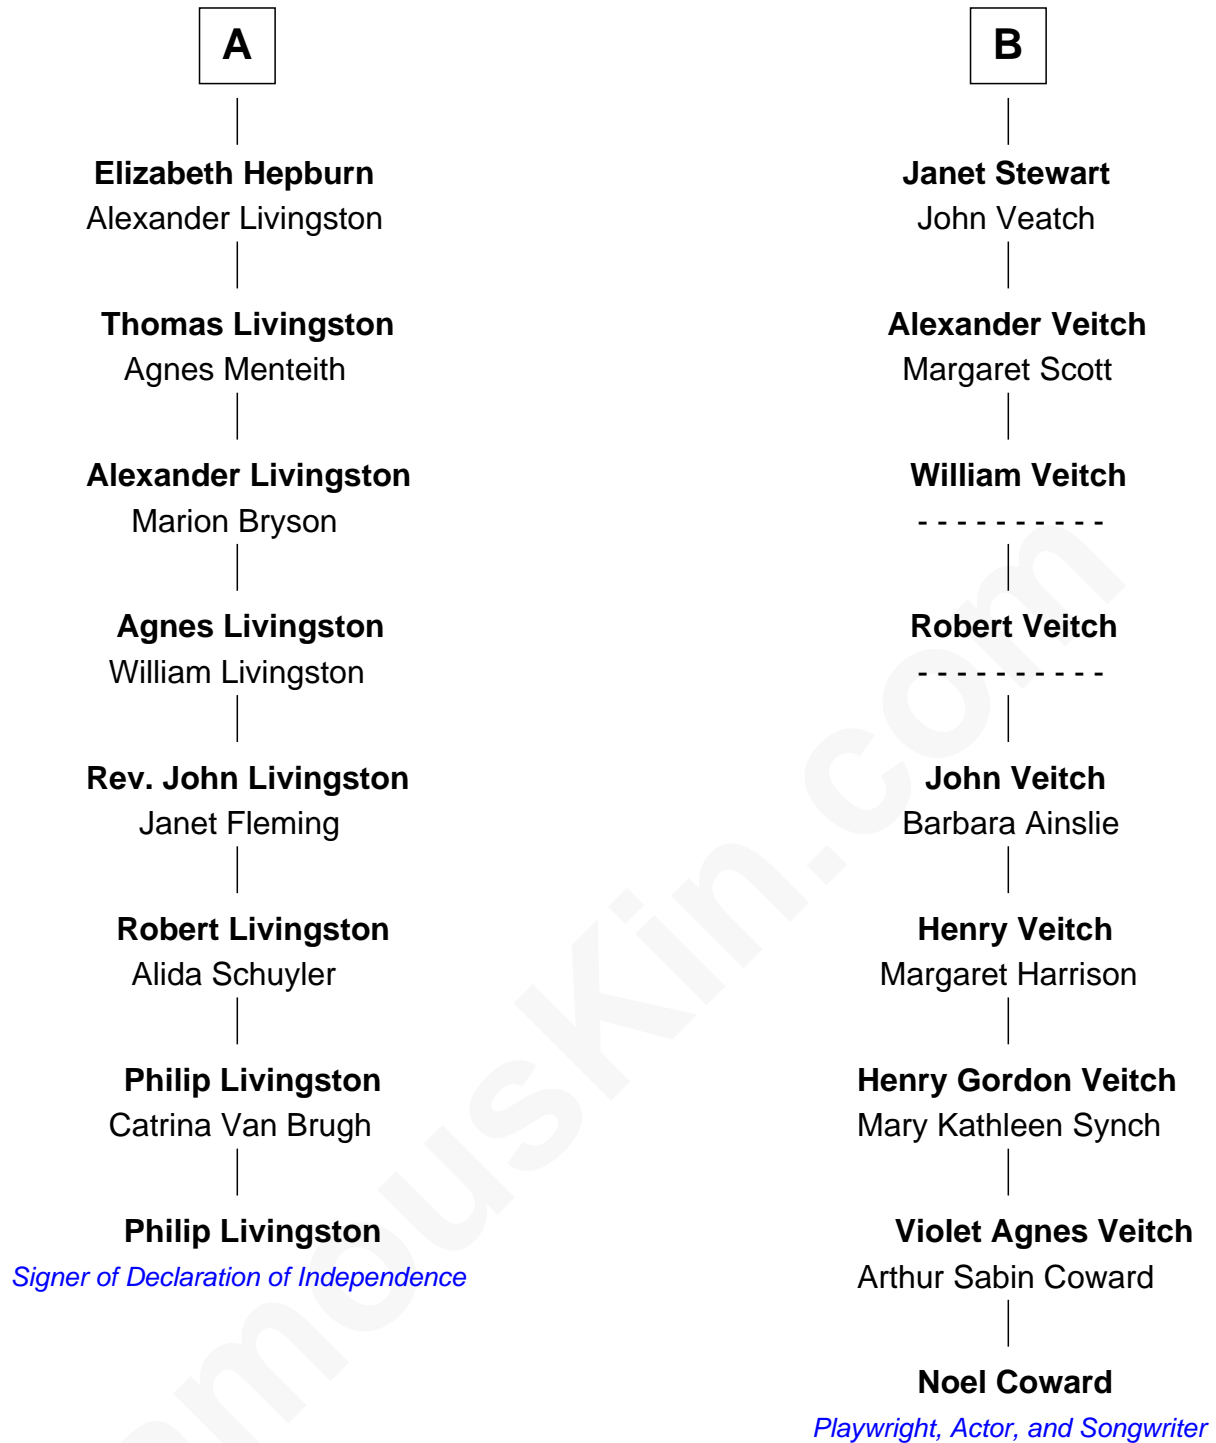 A
Elizabeth Hepburn
Alexander Livingston
Thomas Livingston
Agnes Menteith
Alexander Livingston
Marion Bryson
Agnes Livingston
William Livingston
Rev. John Livingston
Janet Fleming
Robert Livingston
Alida Schuyler
Philip Livingston
Catrina Van Brugh
Philip Livingston
Signer of Declaration of Independence
B
Janet Stewart
John Veatch
Alexander Veitch
Margaret Scott
William Veitch
- - - - - - - - - -
Robert Veitch
- - - - - - - - - -
John Veitch
Barbara Ainslie
Henry Veitch
Margaret Harrison
Henry Gordon Veitch
Mary Kathleen Synch
Violet Agnes Veitch
Arthur Sabin Coward
Noel Coward
Playwright, Actor, and Songwriter
amousKin.com